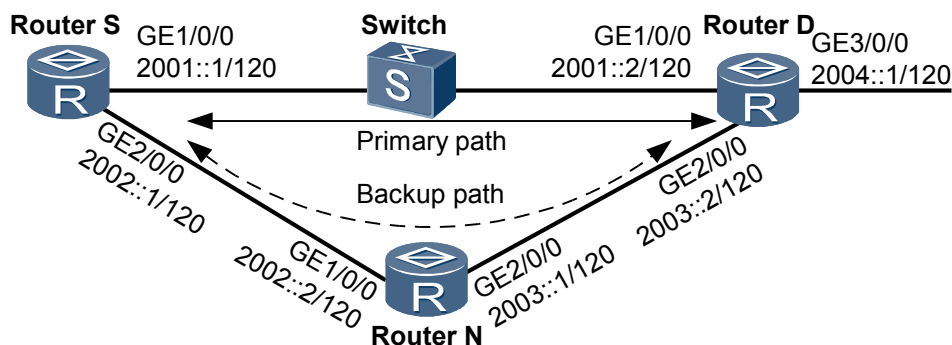 Router S
GE1/0/0
2001::1/120
Switch
S
GE1/0/0
2001::2/120
Router D
GE3/0/0
2004::1/120
R
R
Primary path
GE2/0/0
2002::1/120
Backup path
GE2/0/0
2003::2/120
GE1/0/0
2002::2/120
R
GE2/0/0
2003::1/120
Router N